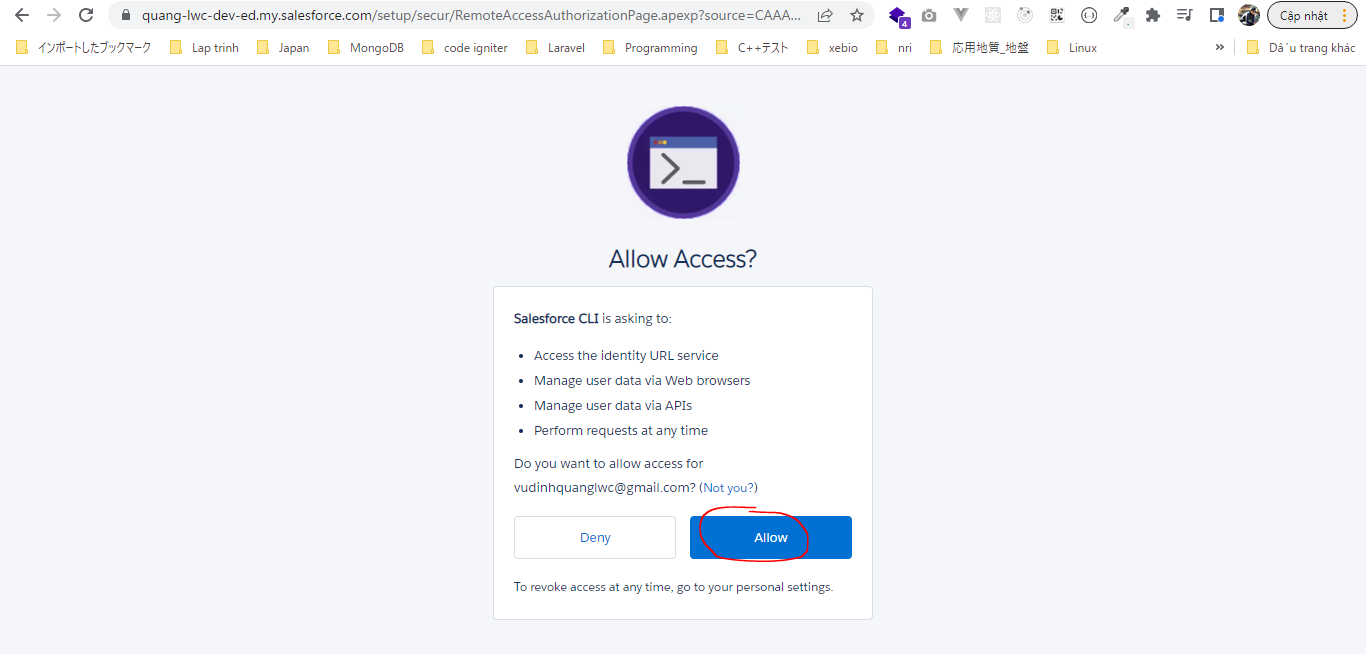 quang-lwc-dev-ed.my.salesforce.com/setup/secur/RemoteAccessAuthorizationPage.apexp?source=CAAA...
4
Cập nhật
インポートしたブックマーク
Lap trinh
Japan
MongoDB
code igniter
Laravel
Programming
C++テスト
xebio
nri
応用地質_地盤
Linux
»
Dấu trang khác
Allow Access?
Salesforce CLI is asking to:
• Access the identity URL service
• Manage user data via Web browsers
• Manage user data via APIs
• Perform requests at any time
Do you want to allow access for
vudinhquanglwc@gmail.com? (Not you?)
Deny
Allow
To revoke access at any time, go to your personal settings.